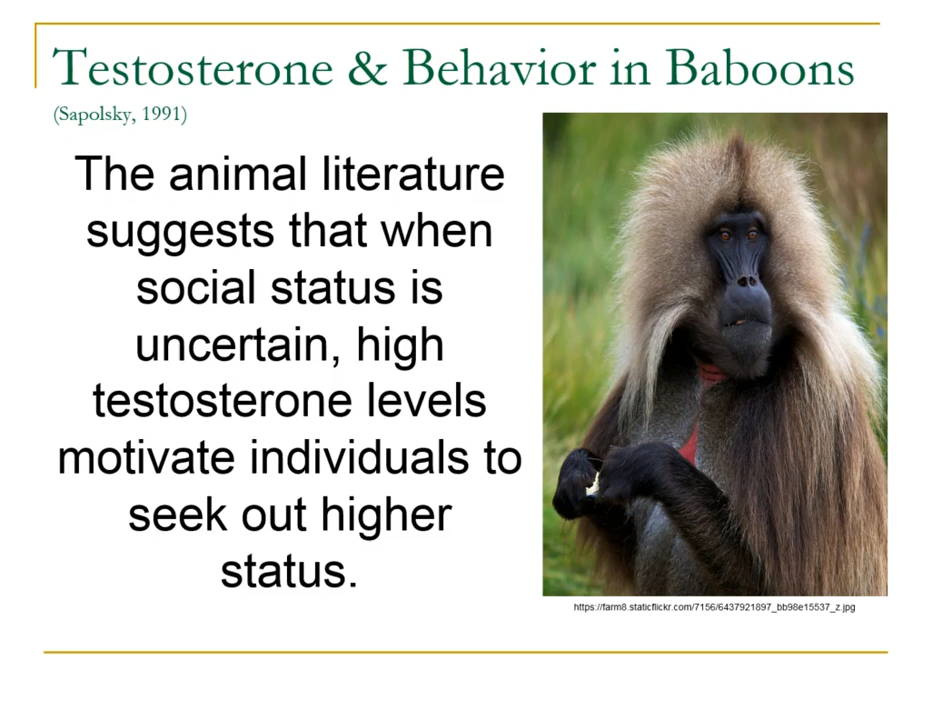 Testosterone & Behavior in Baboons
(Sapolsky, 1991)
The animal literature
suggests that when
social status is
uncertain, high
testosterone levels
motivate individuals to
seek out higher
status.
https://farm8.staticflickr.com/7156/6437921897_bb98e15537_z.jpg